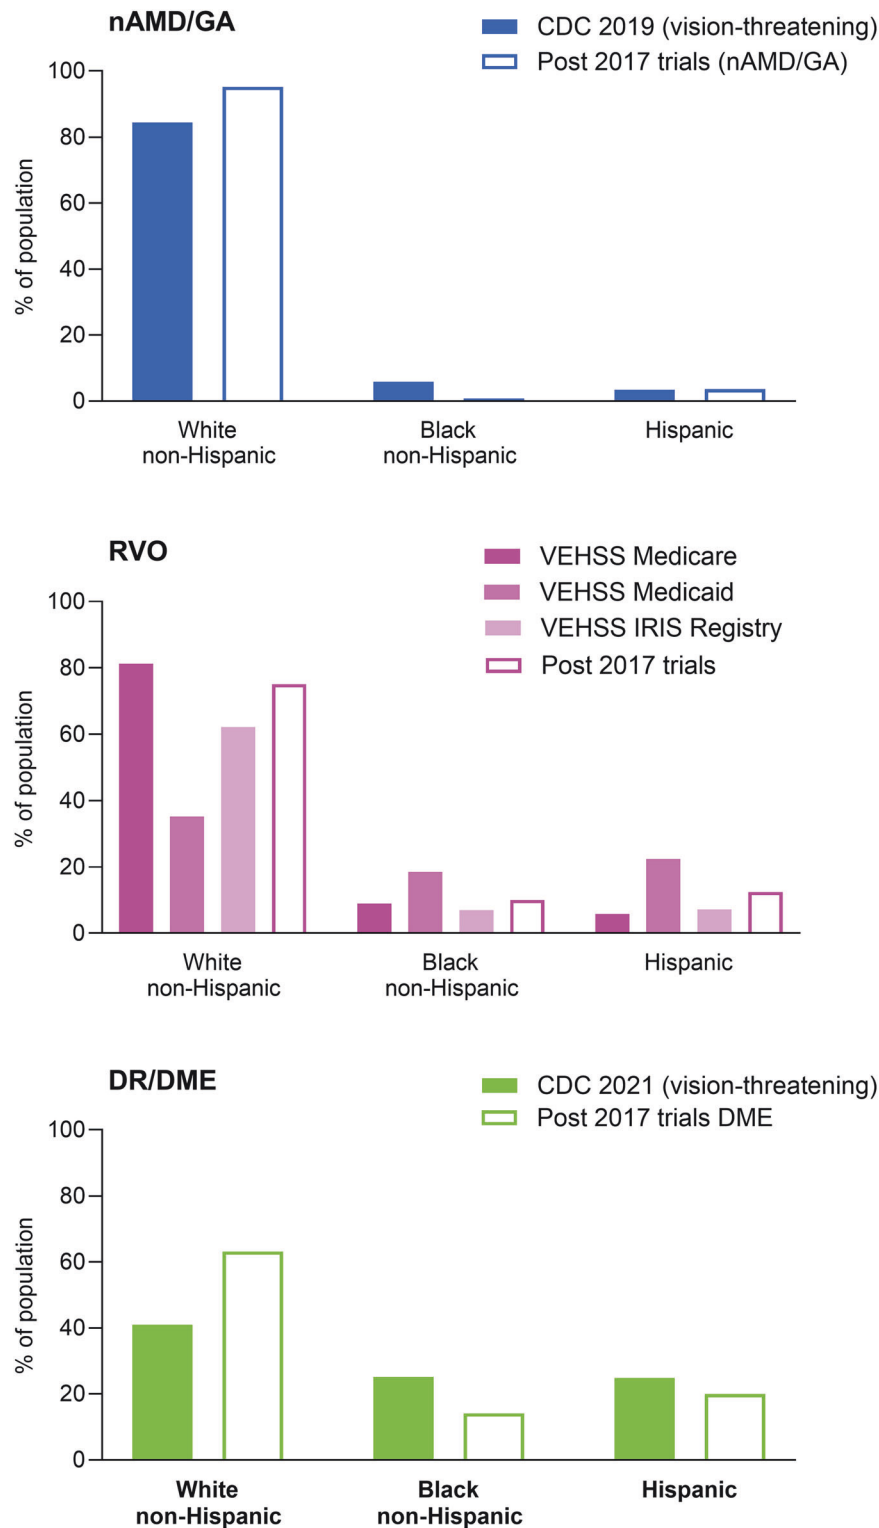 nAMD/GA
CDC 2019 (vision-threatening)
Post 2017 trials (nAMD/GA)
% of population
100
80
60
40
20
0
White
non-Hispanic
Black
non-Hispanic
Hispanic
RVO
VEHSS Medicare
VEHSS Medicaid
VEHSS IRIS Registry
Post 2017 trials
% of population
100
80
60
40
20
0
White
non-Hispanic
Black
non-Hispanic
Hispanic
DR/DME
CDC 2021 (vision-threatening)
Post 2017 trials DME
% of population
100
80
60
40
20
0
White
non-Hispanic
Black
non-Hispanic
Hispanic